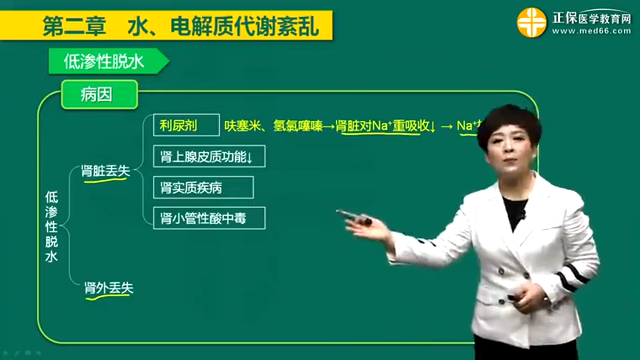 第二章 水、电解质代谢紊乱
正保医学教育网
www.med66.com
低渗性脱水
病因
利尿剂
呋塞米、氢氯噻嗪→肾脏对Na⁺重吸收↓ → Na⁺
肾上腺皮质功能↓
肾脏丢失
肾实质疾病
低渗性脱水
肾小管性酸中毒
肾外丢失